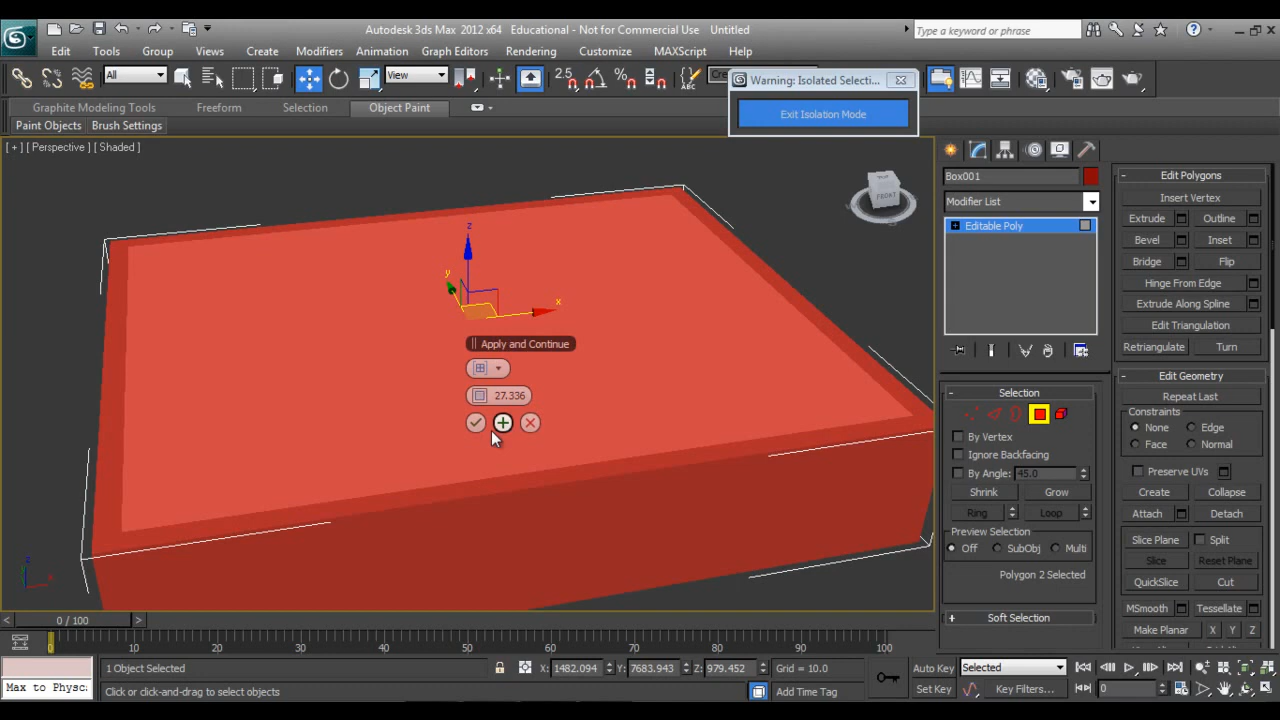 Autodesk 3ds Max 2012 x64 Educational - Not for Commercial Use Untitled
Type a keyword or phrase
Edit Tools Group Views Create Modifiers Animation Graph Editors Rendering Customize MAXScript Help
All View 2.5 ABC
Warning: Isolated Selecti...
Exit Isolation Mode
Graphite Modeling Tools Freeform Selection Object Paint
Paint Objects Brush Settings
[ + ] [ Perspective ] [ Shaded ]
FRONT
z
y
x
Apply and Continue
27.336
Box001
Modifier List
Editable Poly
Selection
By Vertex
Ignore Backfacing
By Angle: 45.0
Shrink Grow
Ring Loop
Preview Selection
Off SubObj Multi
Polygon 2 Selected
Soft Selection
Edit Polygons
Insert Vertex
Extrude Outline
Bevel Inset
Bridge Flip
Hinge From Edge
Extrude Along Spline
Edit Triangulation
Retriangulate Turn
Edit Geometry
Repeat Last
Constraints
None Edge
Face Normal
Preserve UVs
Create Collapse
Attach Detach
Slice Plane Split
Slice Reset Plane
QuickSlice Cut
MSmooth Tessellate
Make Planar X Y Z
0 / 100
10 20 30 40 50 60 70 80 90 100
1 Object Selected X: 1482.094 Y: 7683.943 Z: 979.452 Grid = 10.0 Auto Key Selected
Max to Physc Click or click-and-drag to select objects Add Time Tag Set Key Key Filters... 0